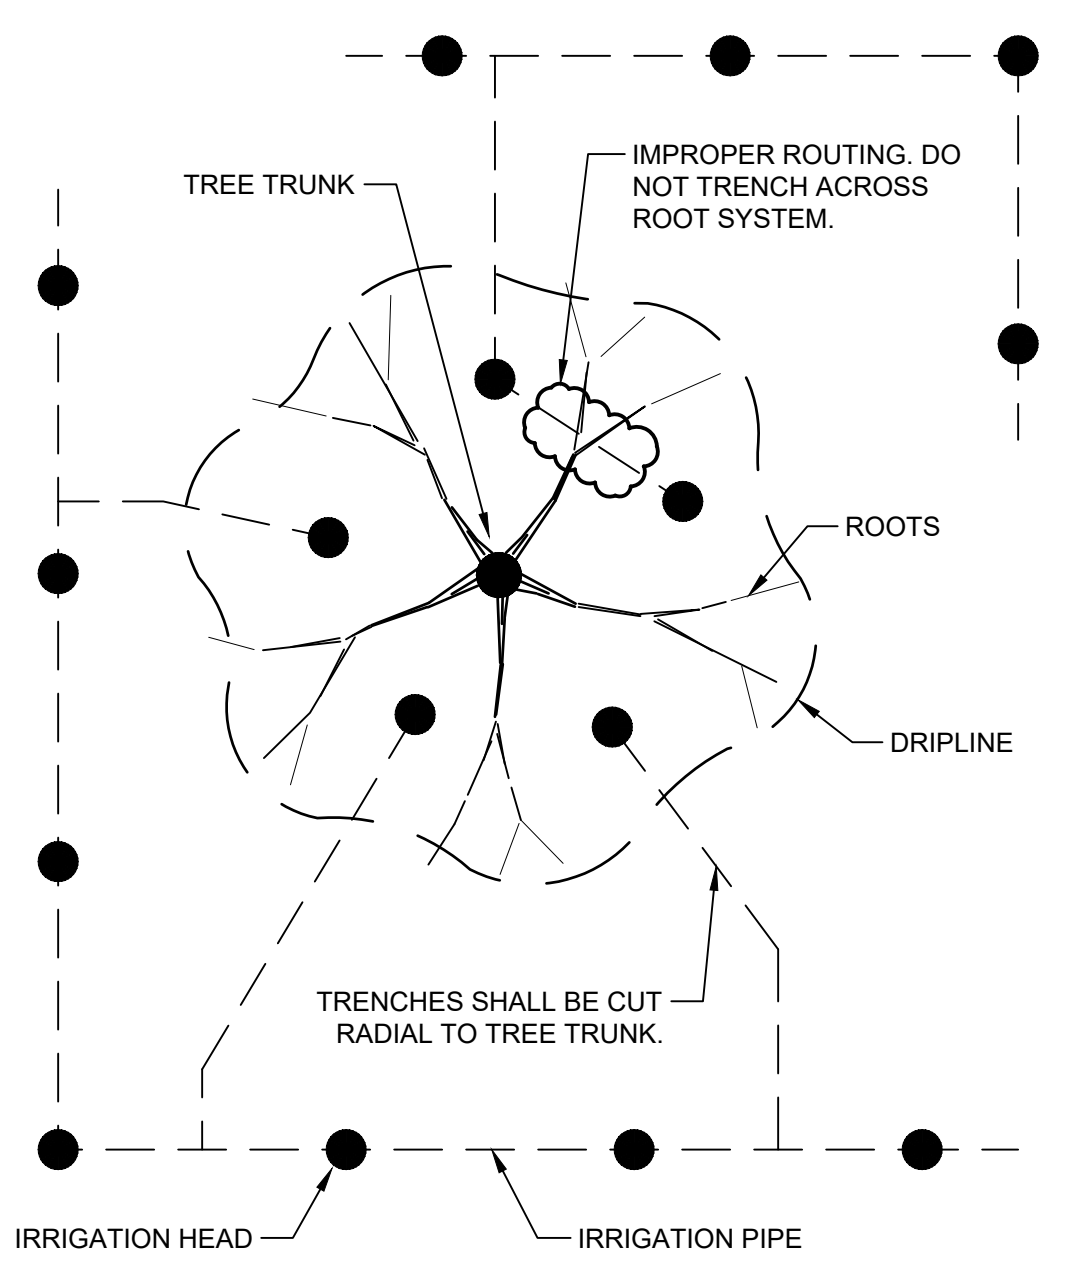 IMPROPER ROUTING. DO
NOT TRENCH ACROSS
ROOT SYSTEM.
TREE TRUNK
ROOTS
DRIPLINE
TRENCHES SHALL BE CUT
RADIAL TO TREE TRUNK.
IRRIGATION HEAD
IRRIGATION PIPE